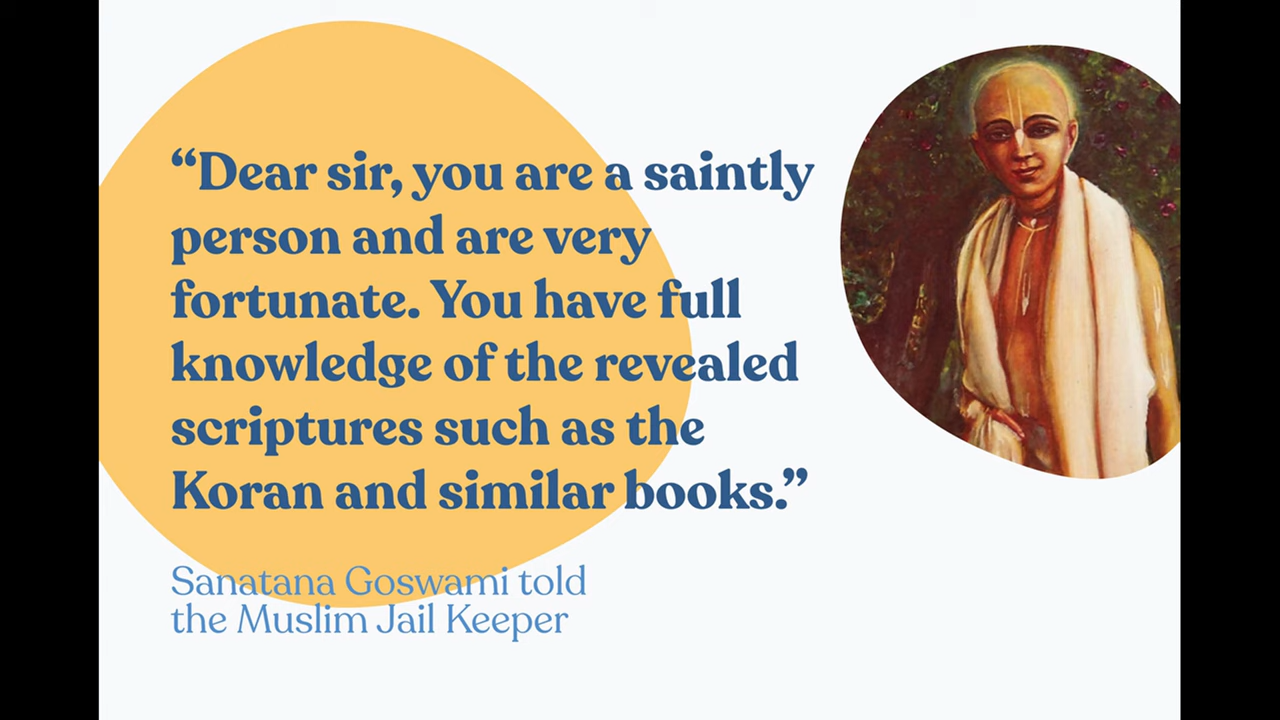 “Dear sir, you are a saintly
person and are very
fortunate. You have full
knowledge of the revealed
scriptures such as the
Koran and similar books.”
Sanatana Goswami told
the Muslim Jail Keeper